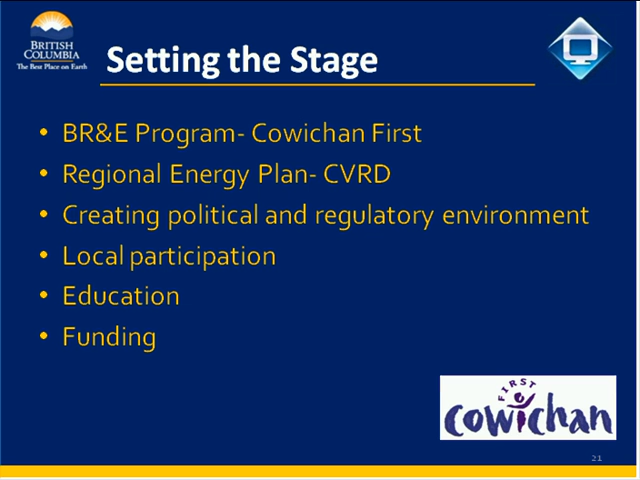 BRITISH
COLUMBIA
The Best Place on Earth
Setting the Stage
• BR&E Program- Cowichan First
• Regional Energy Plan- CVRD
• Creating political and regulatory environment
• Local participation
• Education
• Funding
FIRST
cowichan
21